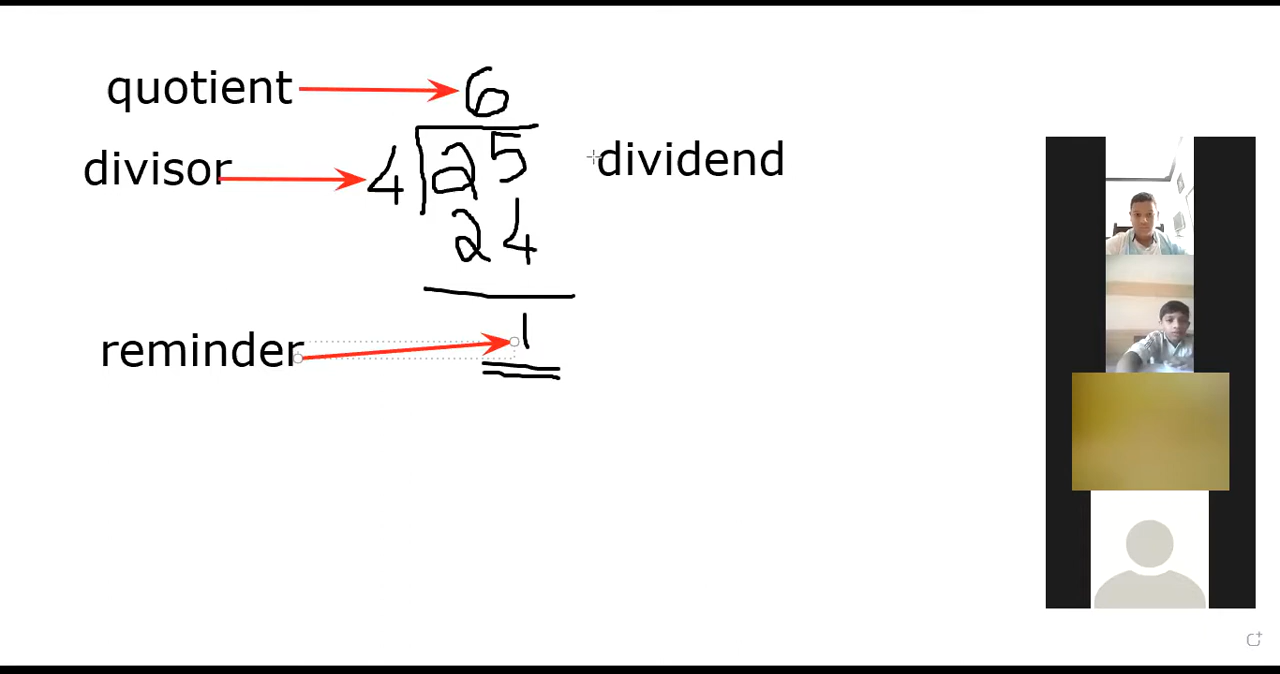 quotient 6
divisor 4 25 dividend
24
reminder 1